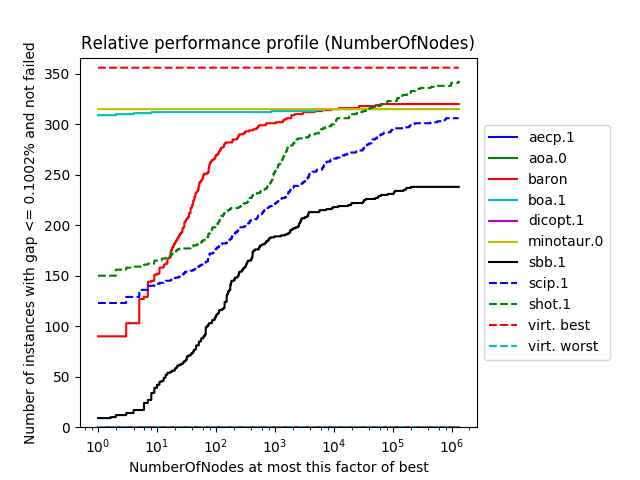 Relative performance profile (NumberOfNodes)
Number of instances with gap <= 0.1002% and not failed
350
300
250
200
150
100
50
0
10^0 10^1 10^2 10^3 10^4 10^5 10^6
NumberOfNodes at most this factor of best
aecp.1
aoa.0
baron
boa.1
dicopt.1
minotaur.0
sbb.1
scip.1
shot.1
virt. best
virt. worst